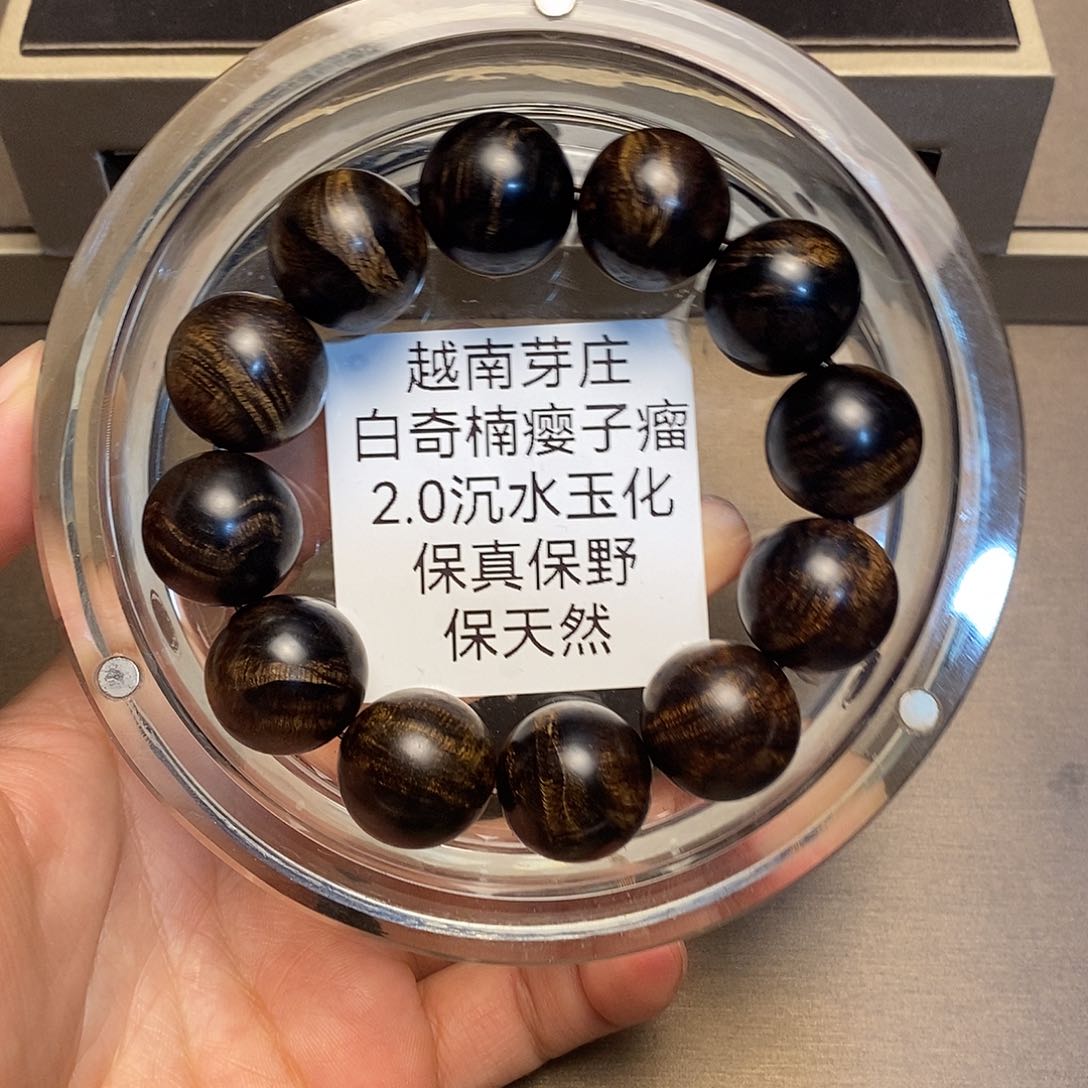 越南芽庄
白奇楠瘿子瘤
2.0沉水玉化
保真保野
保天然